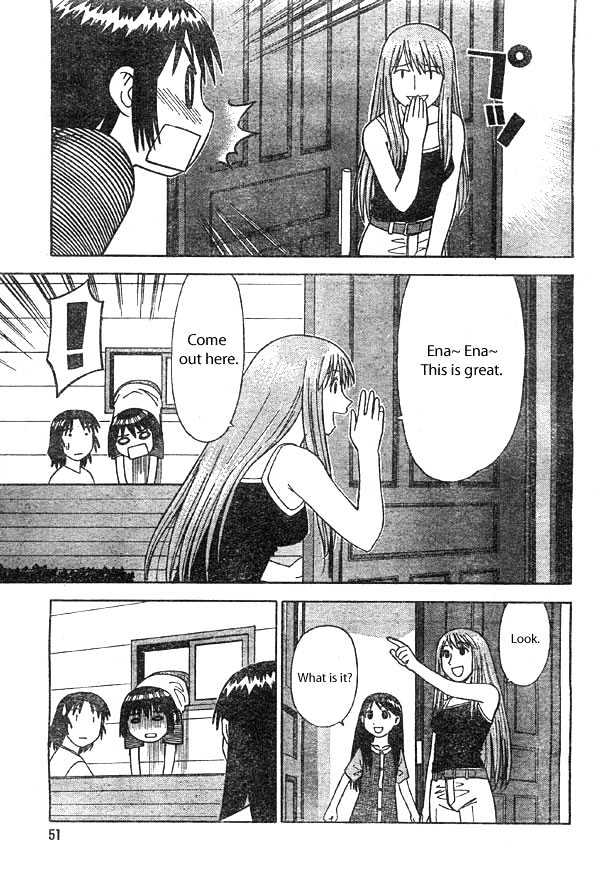 プッ
Ena~ Ena~
This is great.
Come
out here.
!!
Look.
What is it?
51